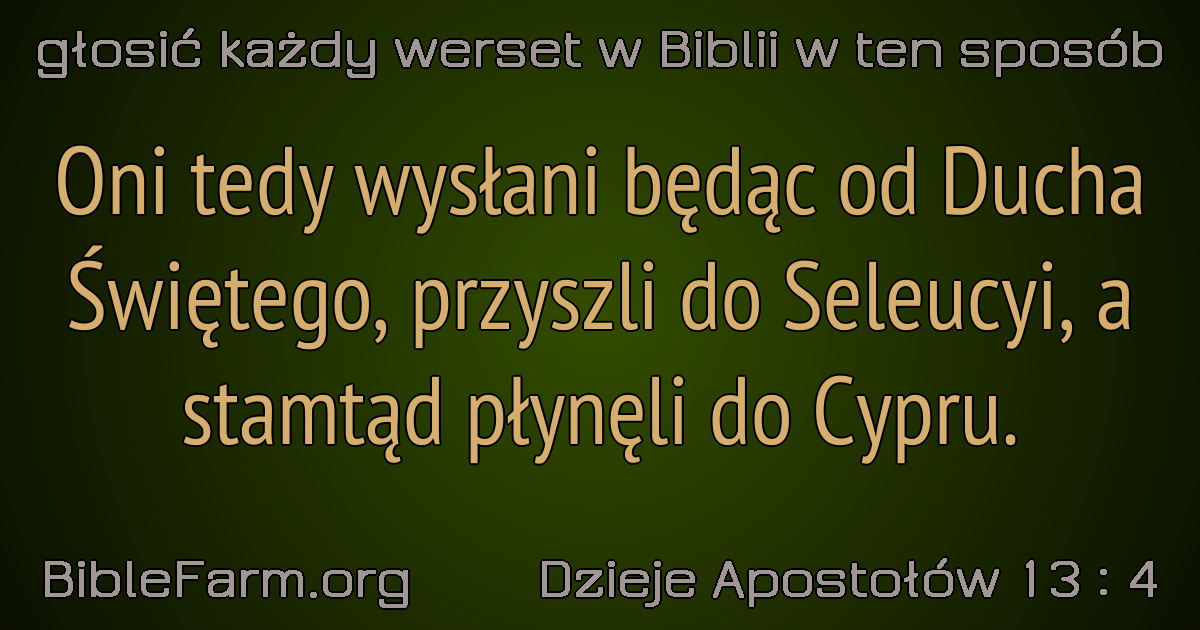 głosić każdy werset w Biblii w ten sposób
Oni tedy wysłani będąc od Ducha
Świętego, przyszli do Seleucyi, a
stamtąd płynęli do Cypru.
BibleFarm.org
Dzieje Apostołów 13 : 4